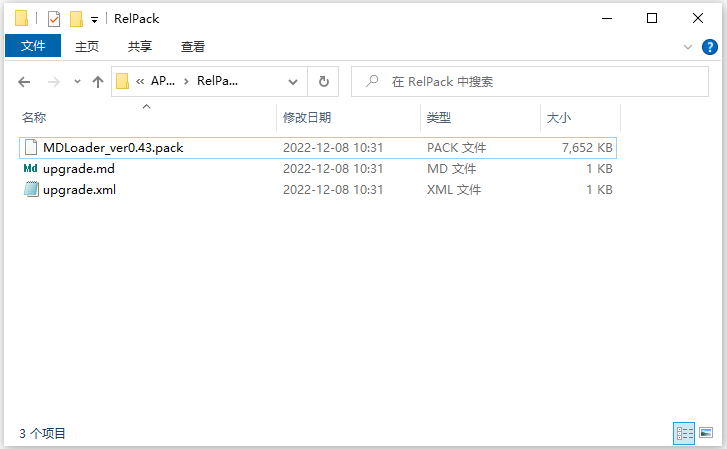 RelPack
文件 主页 共享 查看
« AP... › RelPa... 在 RelPack 中搜索
名称 修改日期 类型 大小
MDLoader_ver0.43.pack 2022-12-08 10:31 PACK 文件 7,652 KB
Md upgrade.md 2022-12-08 10:31 MD 文件 1 KB
upgrade.xml 2022-12-08 10:31 XML 文件 1 KB
3 个项目